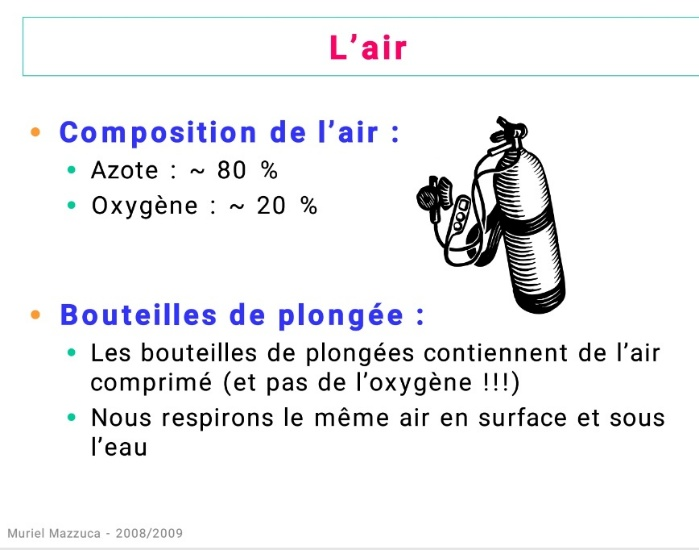 L'air
Composition de l'air :
Azote : ~ 80 %
Oxygène : ~ 20 %
Bouteilles de plongée :
Les bouteilles de plongées contiennent de l'air
comprimé (et pas de l'oxygène !!!)
Nous respirons le même air en surface et sous
l'eau
Muriel Mazzuca - 2008/2009